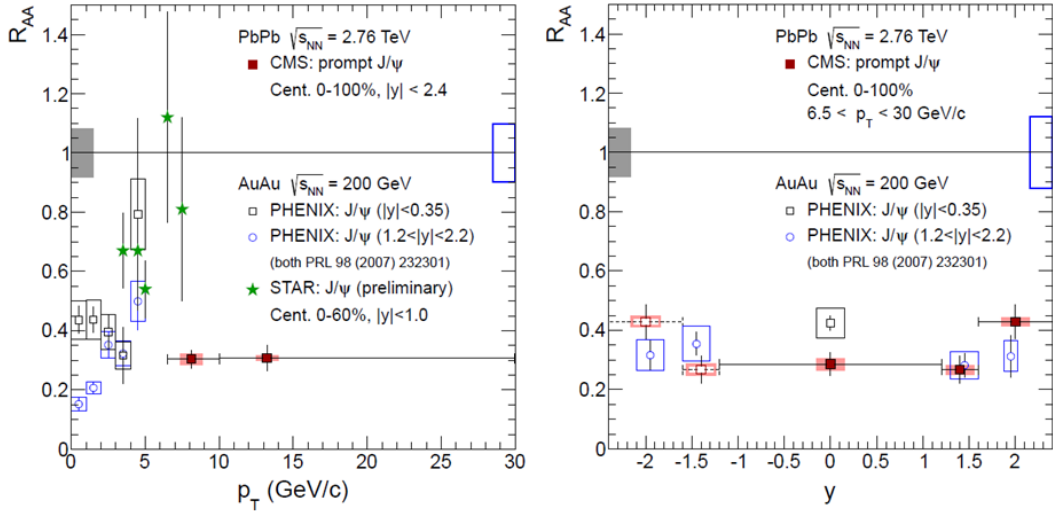 R_AA
1.4
1.2
1
0.8
0.6
0.4
0.2
0
PbPb √s_NN = 2.76 TeV
CMS: prompt J/ψ
Cent. 0-100%, |y| < 2.4
AuAu √s_NN = 200 GeV
PHENIX: J/ψ (|y|<0.35)
PHENIX: J/ψ (1.2<|y|<2.2)
(both PRL 98 (2007) 232301)
STAR: J/ψ (preliminary)
Cent. 0-60%, |y|<1.0
0 5 10 15 20 25 30
p_T (GeV/c)
R_AA
1.4
1.2
1
0.8
0.6
0.4
0.2
0
PbPb √s_NN = 2.76 TeV
CMS: prompt J/ψ
Cent. 0-100%
6.5 < p_T < 30 GeV/c
AuAu √s_NN = 200 GeV
PHENIX: J/ψ (|y|<0.35)
PHENIX: J/ψ (1.2<|y|<2.2)
(both PRL 98 (2007) 232301)
-2 -1.5 -1 -0.5 0 0.5 1 1.5 2
y